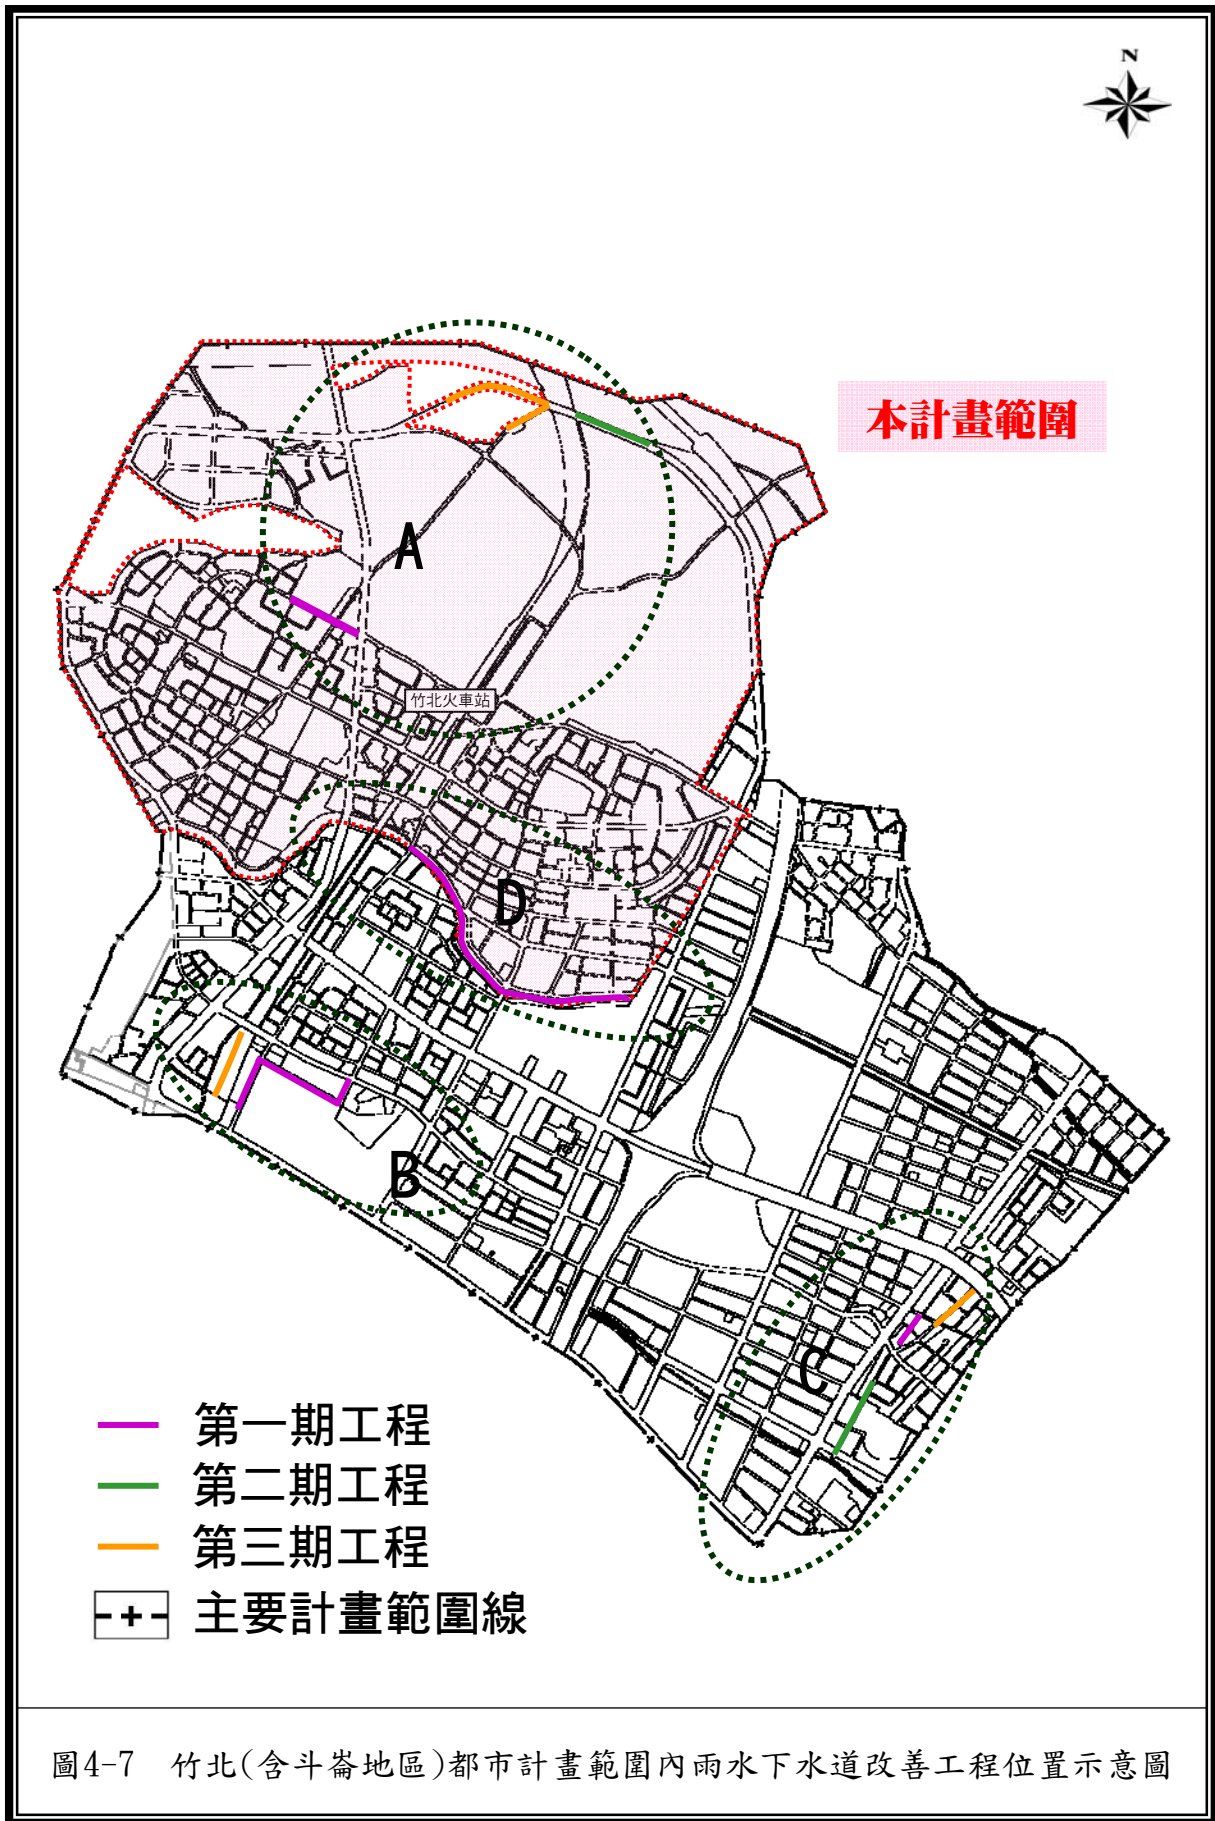 N
本計畫範圍
A
竹北火車站
D
B
C
第一期工程
第二期工程
第三期工程
主要計畫範圍線
圖4-7 竹北(含斗崙地區)都市計畫範圍內雨水下水道改善工程位置示意圖